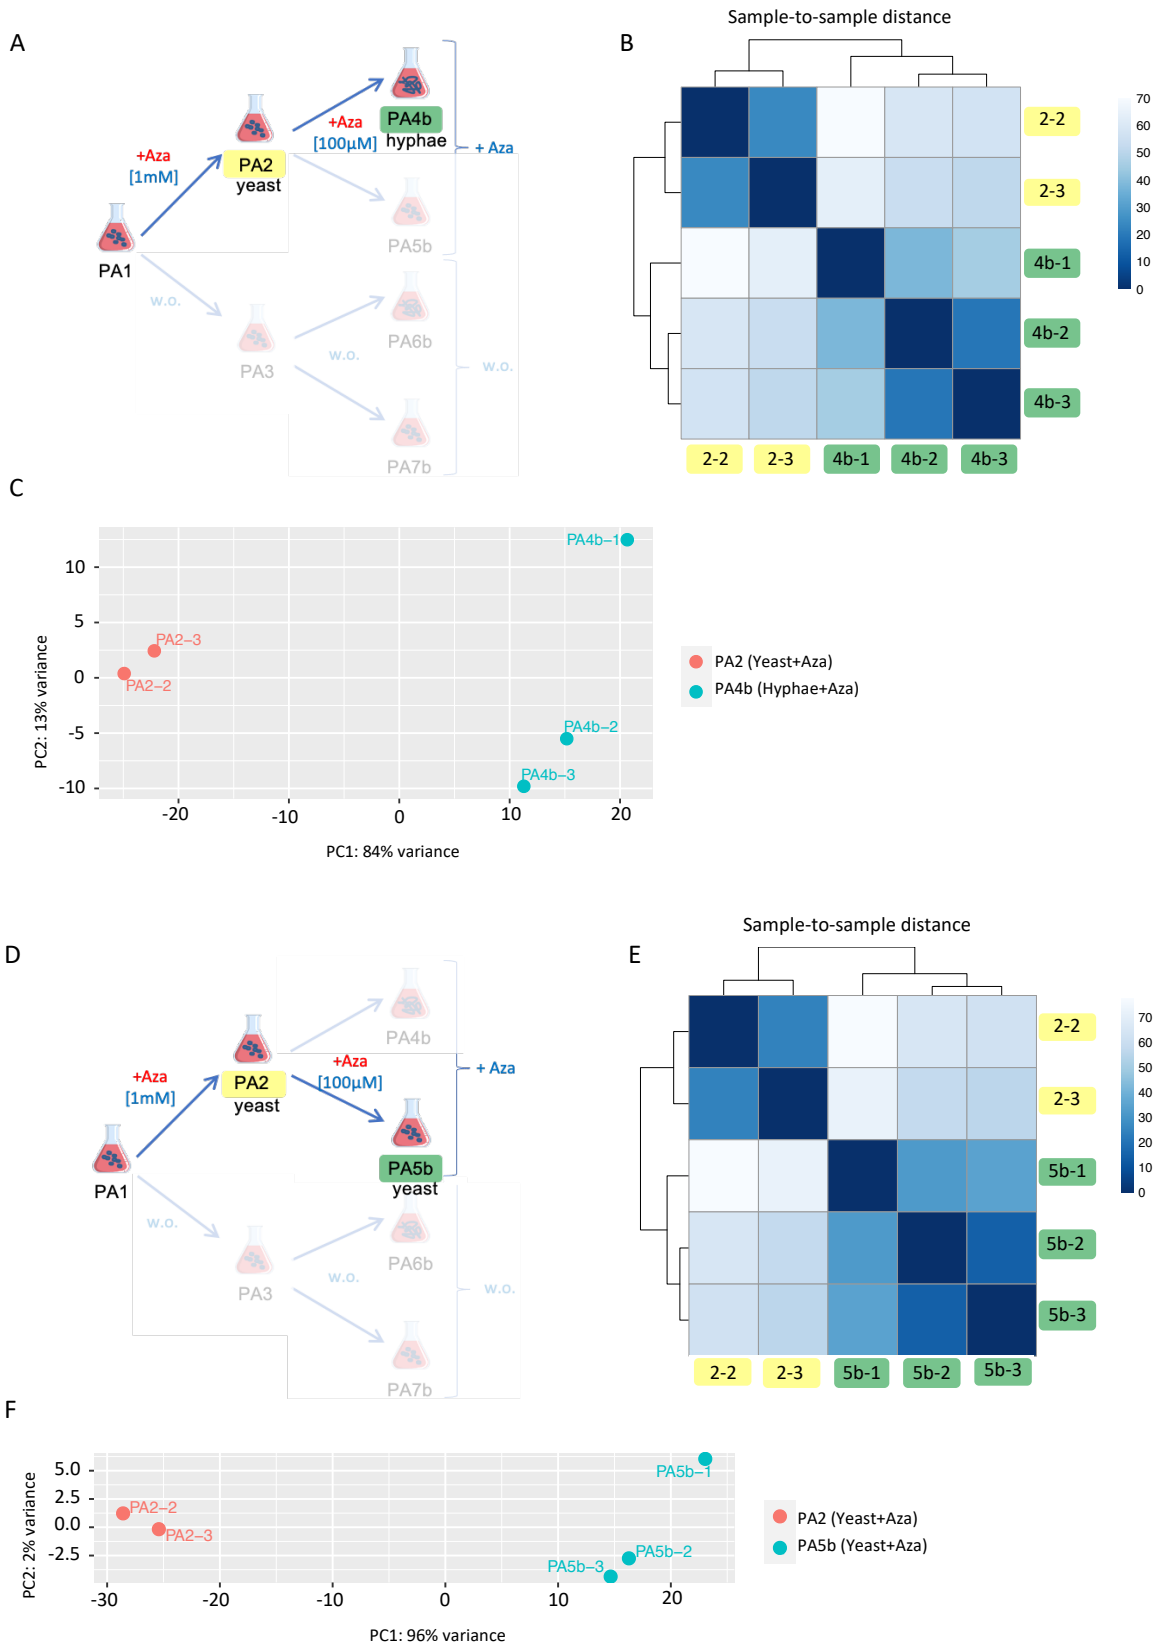 A
+Aza
[1mM]
PA1
PA2
yeast
+Aza
[100µM]
PA4b
hyphae
+ Aza
PA5b
w.o.
PA3
PA6b
w.o.
w.o.
PA7b
B
Sample-to-sample distance
2-2
2-3
4b-1
4b-2
4b-3
70
60
50
40
30
20
10
0
2-2 2-3 4b-1 4b-2 4b-3
C
PC2: 13% variance
10
5
0
-5
-10
PA4b−1
PA2−3
PA2−2
PA4b−2
PA4b−3
-20 -10 0 10 20
PC1: 84% variance
PA2 (Yeast+Aza)
PA4b (Hyphae+Aza)
D
+Aza
[1mM]
PA1
PA2
yeast
PA4b
+Aza
[100µM]
+ Aza
PA5b
yeast
w.o.
PA3
PA6b
w.o.
w.o.
PA7b
E
Sample-to-sample distance
2-2
2-3
5b-1
5b-2
5b-3
70
60
50
40
30
20
10
0
2-2 2-3 5b-1 5b-2 5b-3
F
PC2: 2% variance
5.0
2.5
0.0
-2.5
PA5b−1
PA2−2
PA2−3
PA5b−2
PA5b−3
-30 -20 -10 0 10 20
PC1: 96% variance
PA2 (Yeast+Aza)
PA5b (Yeast+Aza)